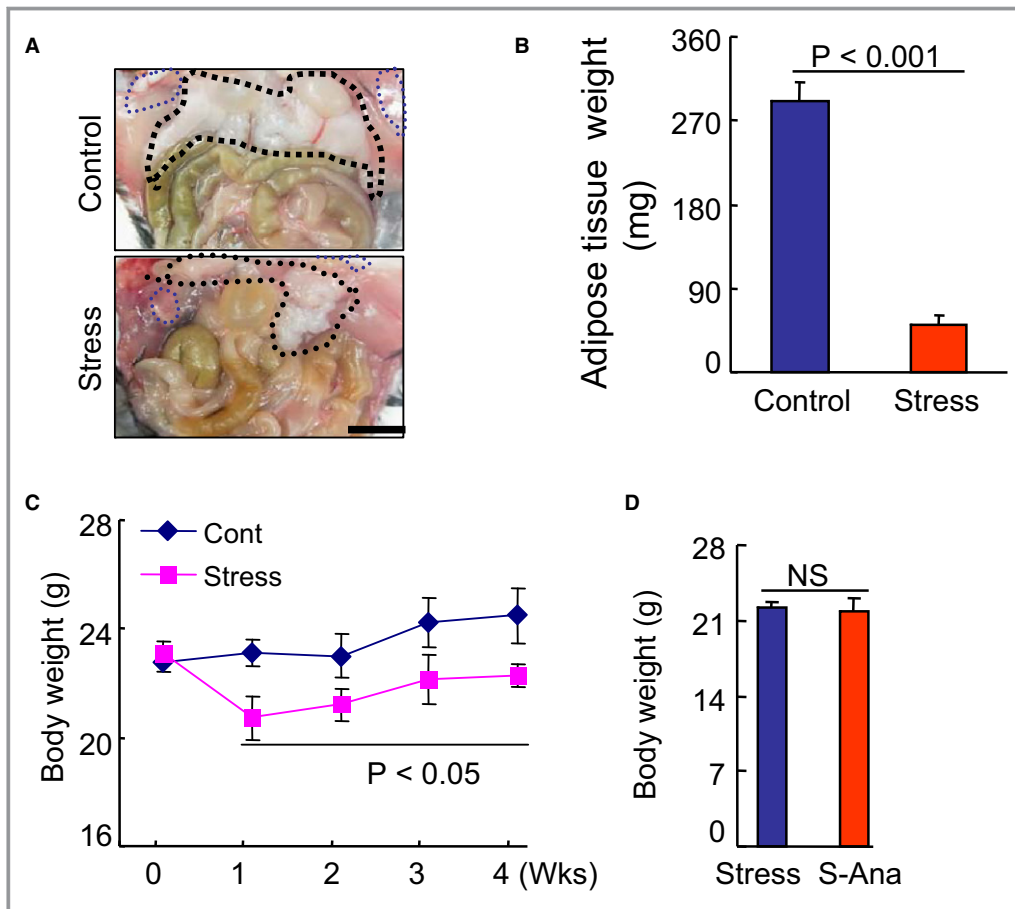 A
Control
Stress
B
Adipose tissue weight
(mg)
360
270
180
90
0
P < 0.001
Control Stress
C
Body weight (g)
28
24
20
16
Cont
Stress
P < 0.05
0 1 2 3 4 (Wks)
D
Body weight (g)
28
21
14
7
0
NS
Stress S-Ana